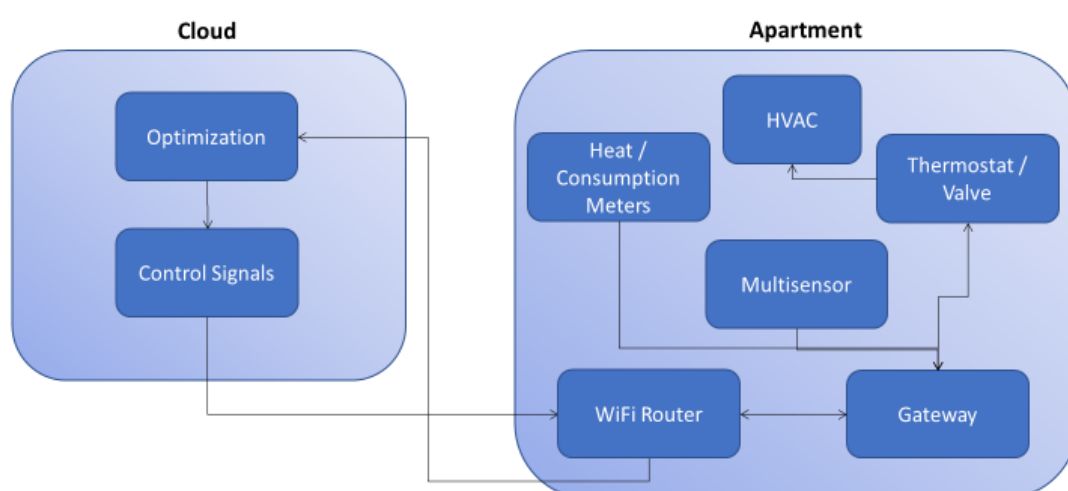 Cloud
Optimization
Control Signals
Apartment
HVAC
Heat /
Consumption
Meters
Thermostat /
Valve
Multisensor
WiFi Router
Gateway